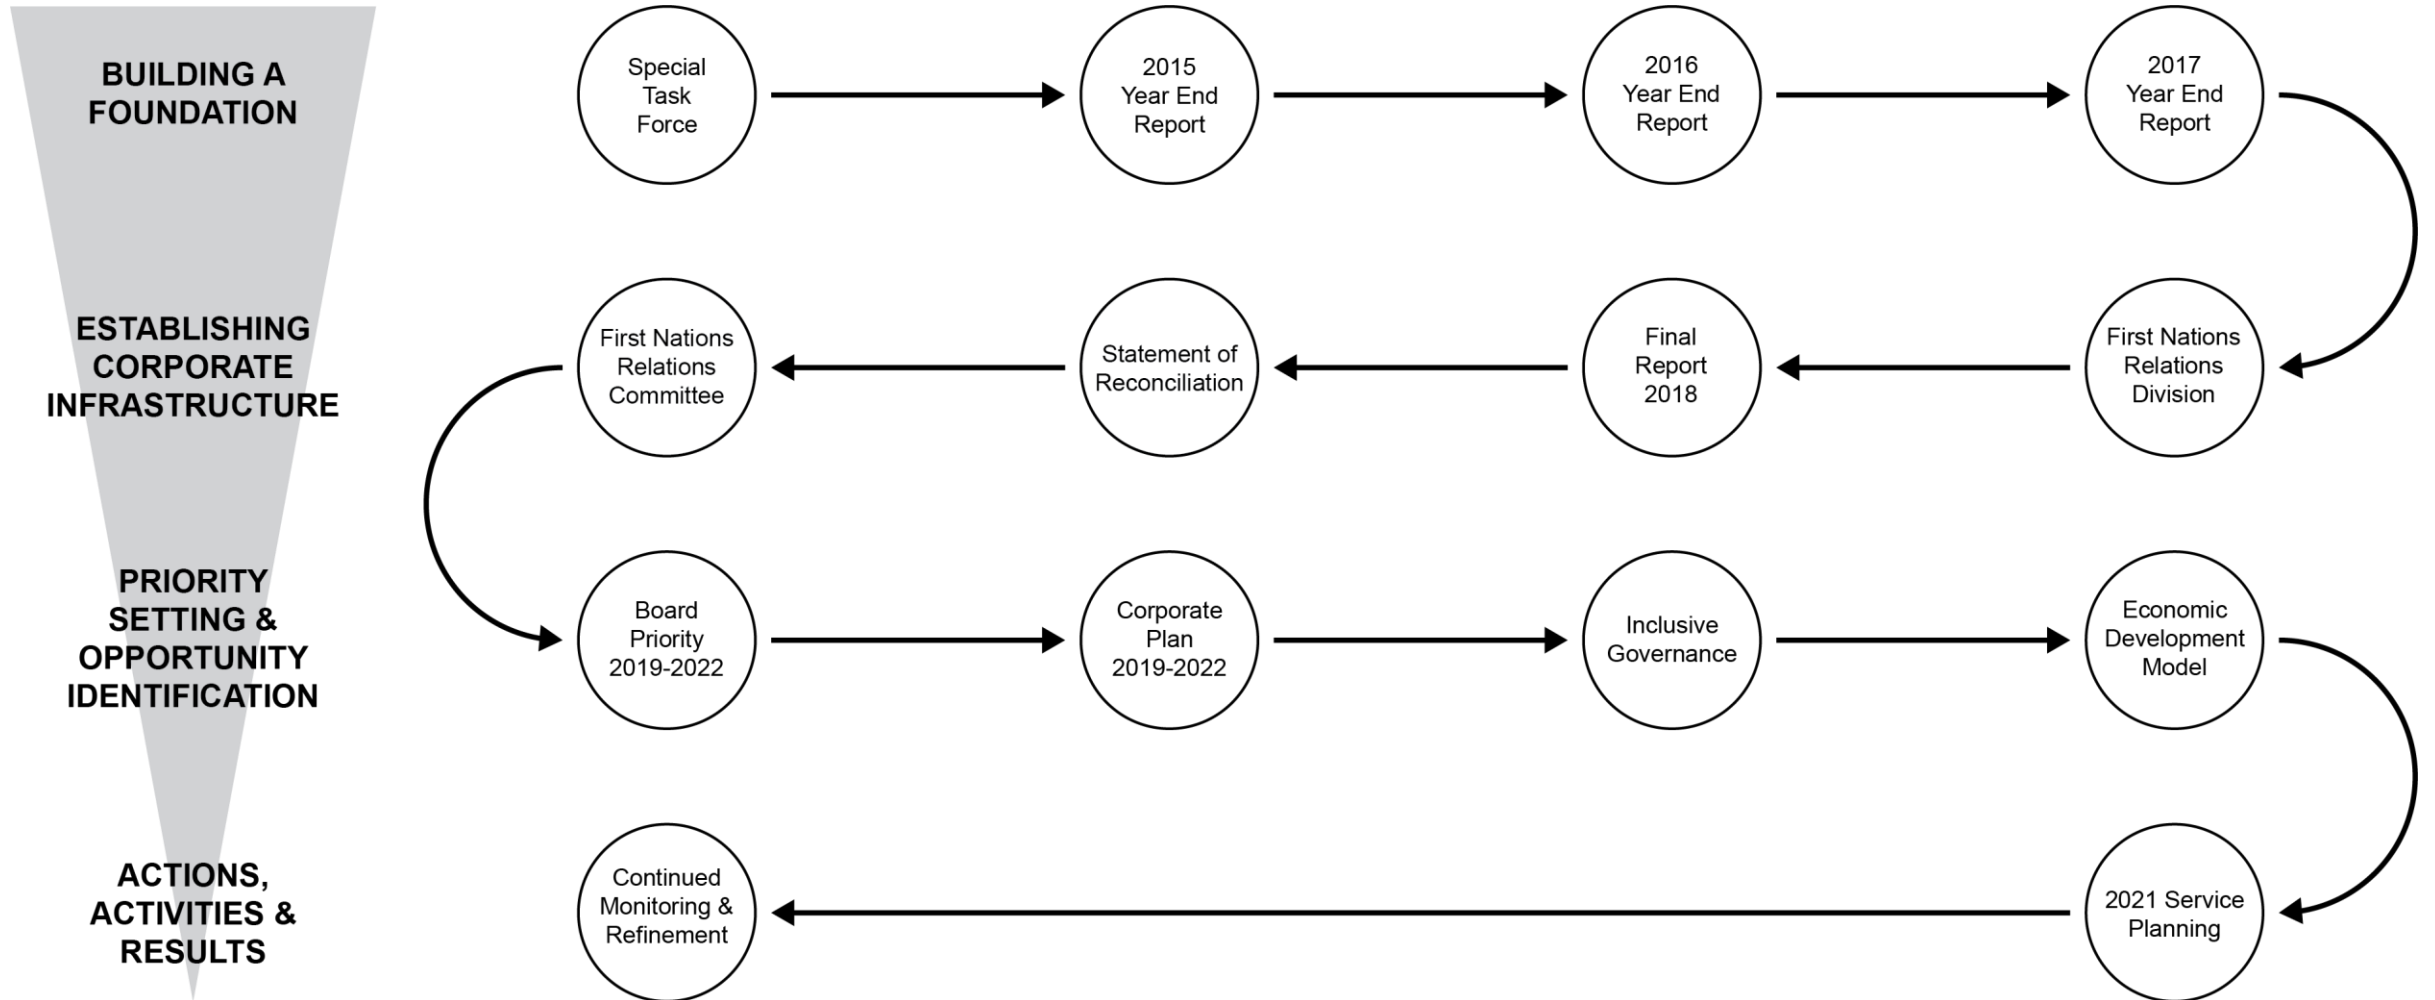 BUILDING A
FOUNDATION
Special
Task
Force
2015
Year End
Report
2016
Year End
Report
2017
Year End
Report
ESTABLISHING
CORPORATE
INFRASTRUCTURE
First Nations
Relations
Committee
Statement of
Reconciliation
Final
Report
2018
First Nations
Relations
Division
PRIORITY
SETTING &
OPPORTUNITY
IDENTIFICATION
Board
Priority
2019-2022
Corporate
Plan
2019-2022
Inclusive
Governance
Economic
Development
Model
ACTIONS,
ACTIVITIES &
RESULTS
Continued
Monitoring &
Refinement
2021 Service
Planning